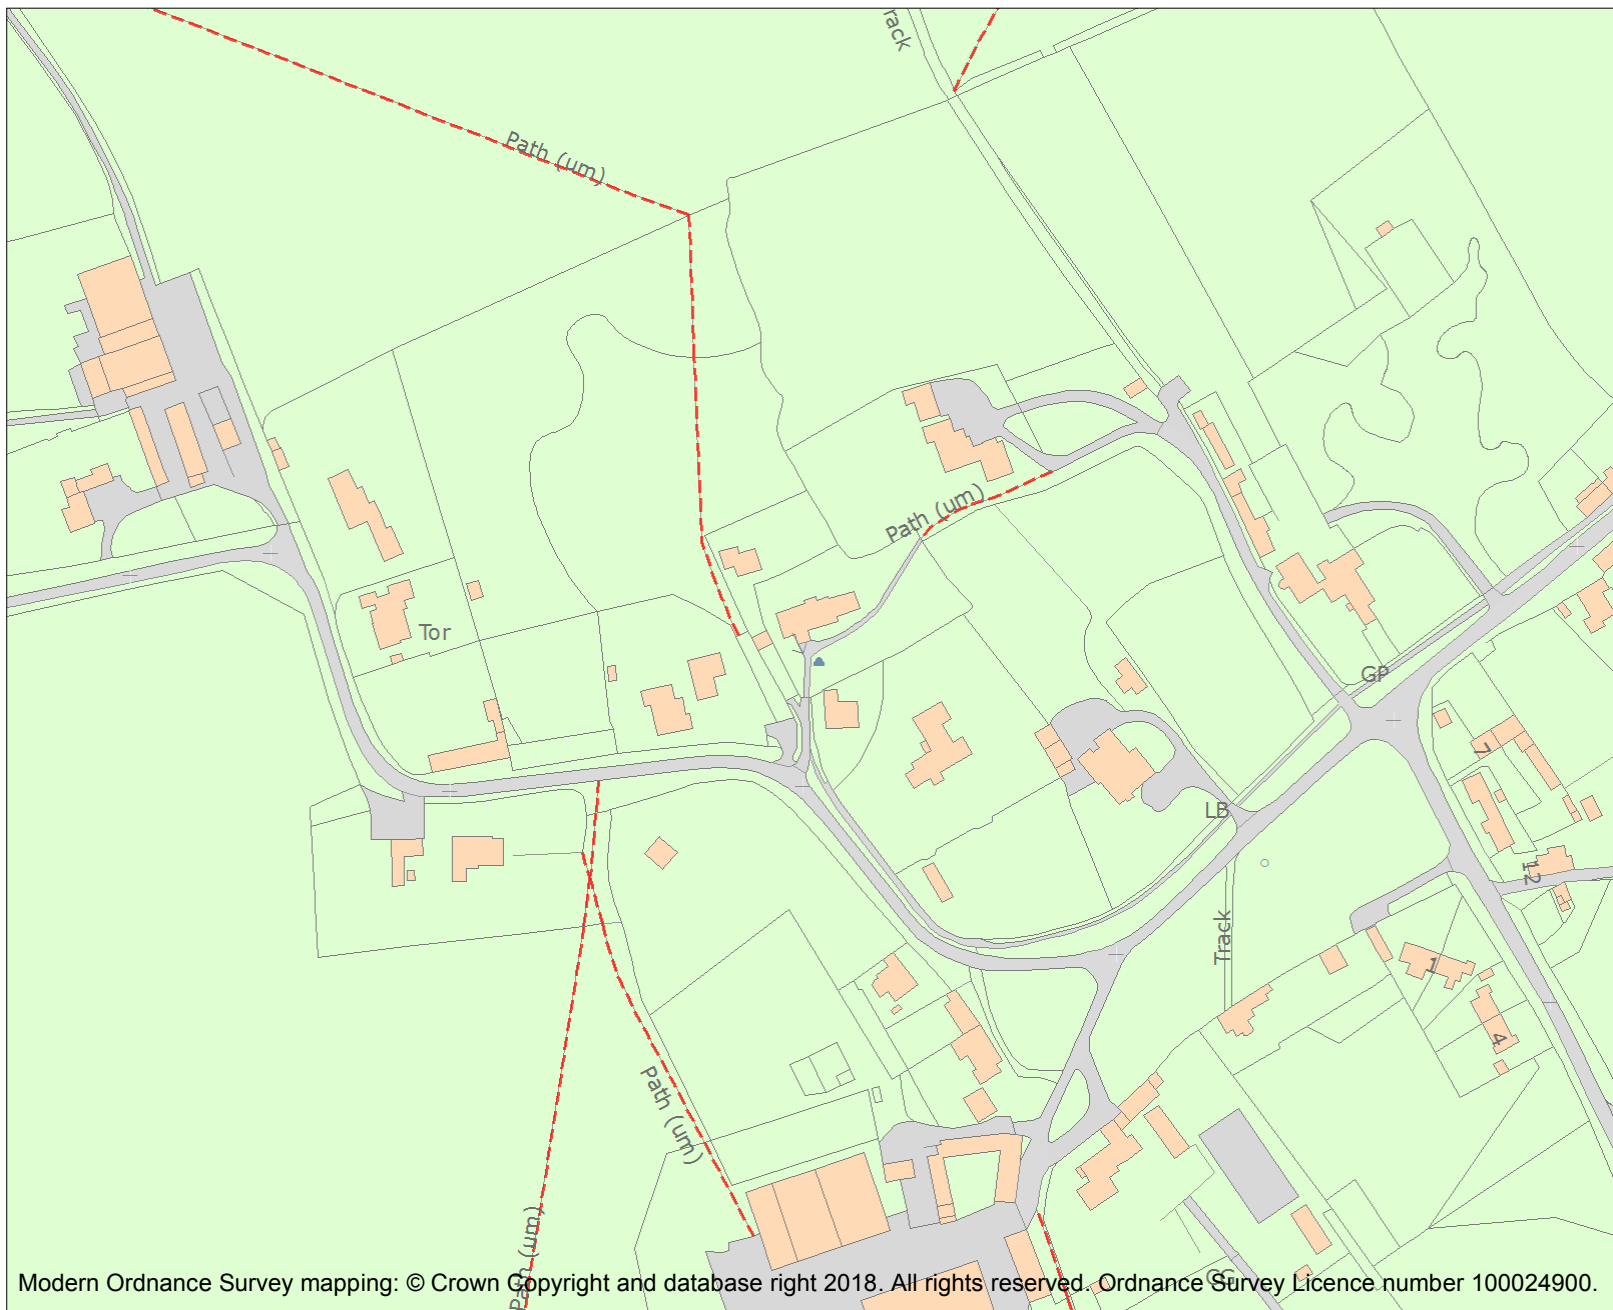 rack
Path (um)
Path (um)
Tor
GP
7
LB
12
Track
1
4
Path (um)
Path (um)
Modern Ordnance Survey mapping: © Crown Copyright and database right 2018. All rights reserved. Ordnance Survey Licence number 100024900.